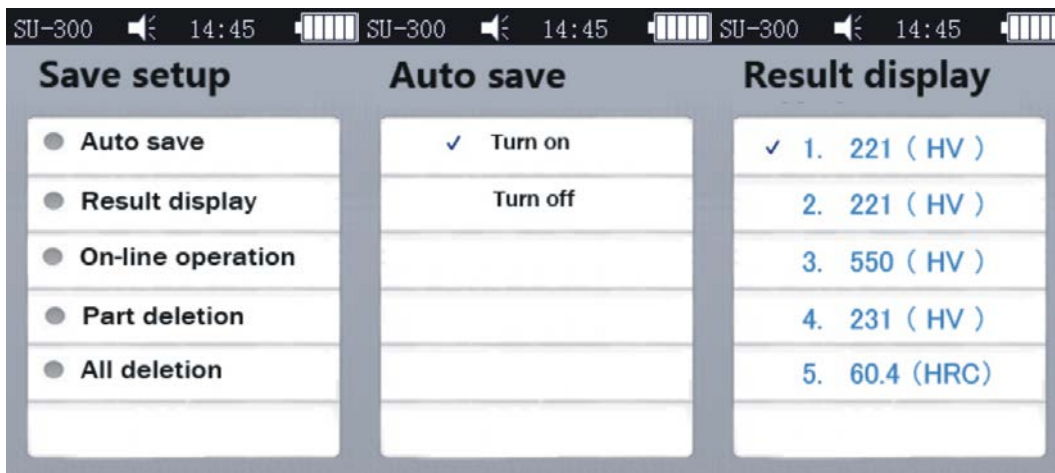 SU-300 14:45
Save setup
Auto save
Result display
On-line operation
Part deletion
All deletion
SU-300 14:45
Auto save
✓ Turn on
Turn off
SU-300 14:45
Result display
✓ 1. 221 ( HV )
2. 221 ( HV )
3. 550 ( HV )
4. 231 ( HV )
5. 60.4 (HRC)